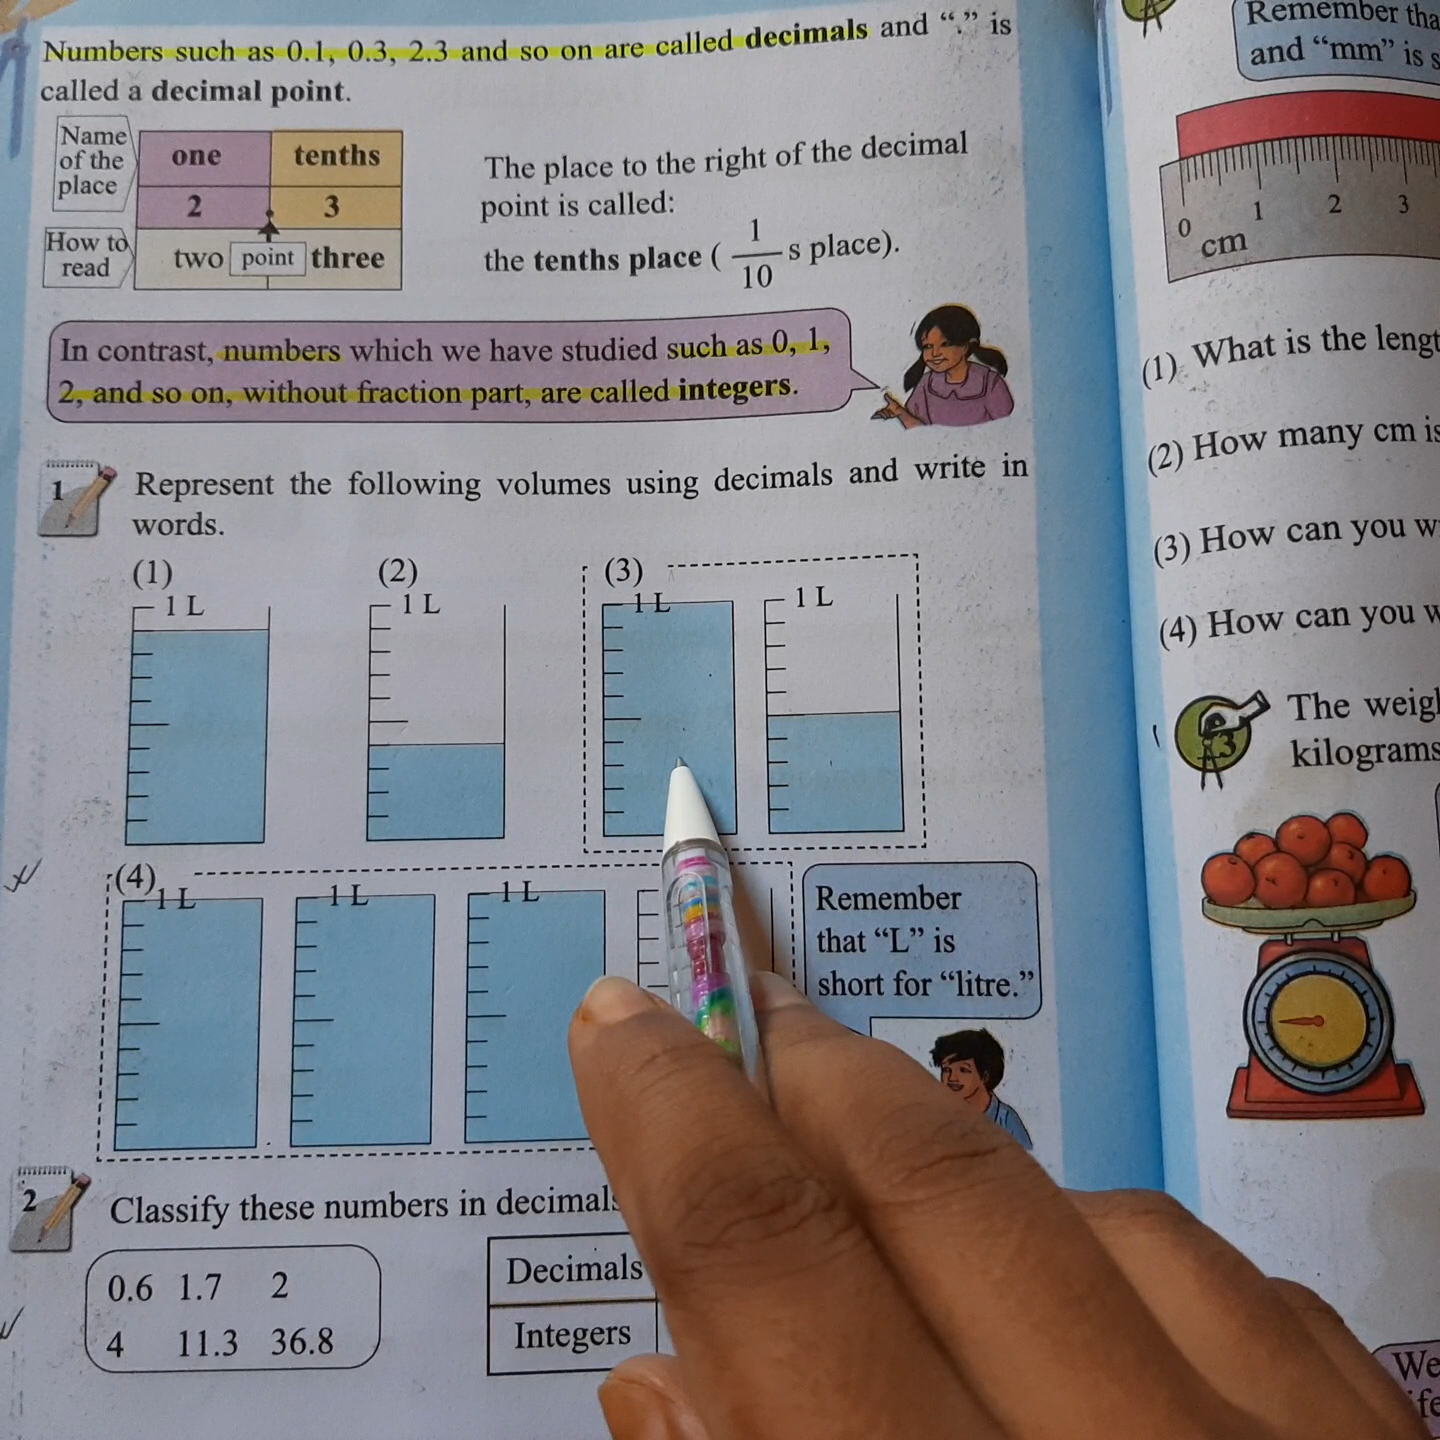 Numbers such as 0.1, 0.3, 2.3 and so on are called decimals and “.” is
called a decimal point.
Name of the place
one tenths
2 3
How to read
two point three
The place to the right of the decimal
point is called:
the tenths place ( 1/10 s place).
In contrast, numbers which we have studied such as 0, 1,
2, and so on, without fraction part, are called integers.
1 Represent the following volumes using decimals and write in
words.
(1) (2) (3)
1 L 1 L 1 L 1 L
(4)
1 L 1 L 1 L
Remember
that “L” is
short for “litre.”
2 Classify these numbers in decimals
0.6 1.7 2
4 11.3 36.8
Decimals
Integers
Remember
and “mm” is
0 1 2 3
cm
(1) What is the
(2) How many cm
(3) How can you
(4) How can you
3 The
kilograms
We